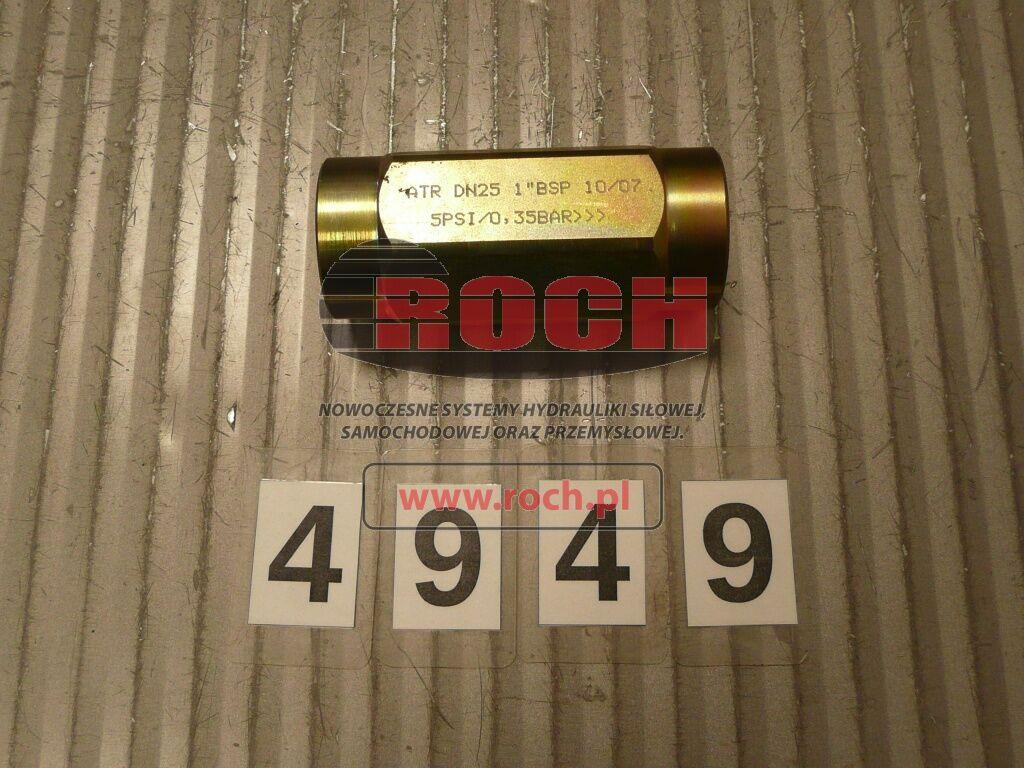 ATR DN25 1"BSP 10/07
5PSI/0,35BAR>>>
ROCH
NOWOCZESNE SYSTEMY HYDRAULIKI SIŁOWEJ,
SAMOCHODOWEJ ORAZ PRZEMYSŁOWEJ.
www.roch.pl
4 9 4 9